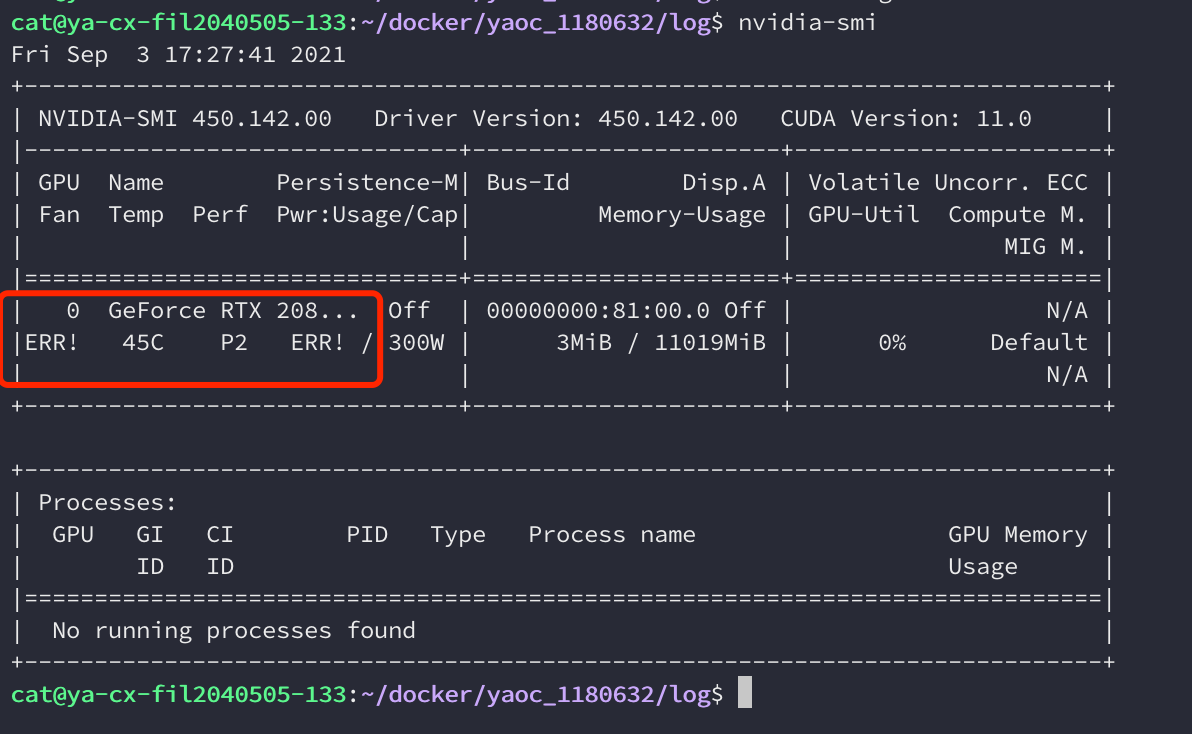 cat@ya-cx-fil2040505-133:~/docker/yaoc_1180632/log$ nvidia-smi
Fri Sep  3 17:27:41 2021
+-----------------------------------------------------------------------------+
| NVIDIA-SMI 450.142.00   Driver Version: 450.142.00   CUDA Version: 11.0     |
|-------------------------------+----------------------+----------------------+
| GPU  Name        Persistence-M| Bus-Id        Disp.A | Volatile Uncorr. ECC |
| Fan  Temp  Perf  Pwr:Usage/Cap|         Memory-Usage | GPU-Util  Compute M. |
|                               |                      |               MIG M. |
|===============================+======================+======================|
|   0  GeForce RTX 208...  Off  | 00000000:81:00.0 Off |                  N/A |
|ERR!   45C    P2   ERR! / 300W |      3MiB / 11019MiB |      0%      Default |
|                               |                      |                  N/A |
+-------------------------------+----------------------+----------------------+

+-----------------------------------------------------------------------------+
| Processes:                                                                  |
|  GPU   GI   CI        PID   Type   Process name                  GPU Memory |
|        ID   ID                                                   Usage      |
|=============================================================================|
|  No running processes found                                                 |
+-----------------------------------------------------------------------------+
cat@ya-cx-fil2040505-133:~/docker/yaoc_1180632/log$